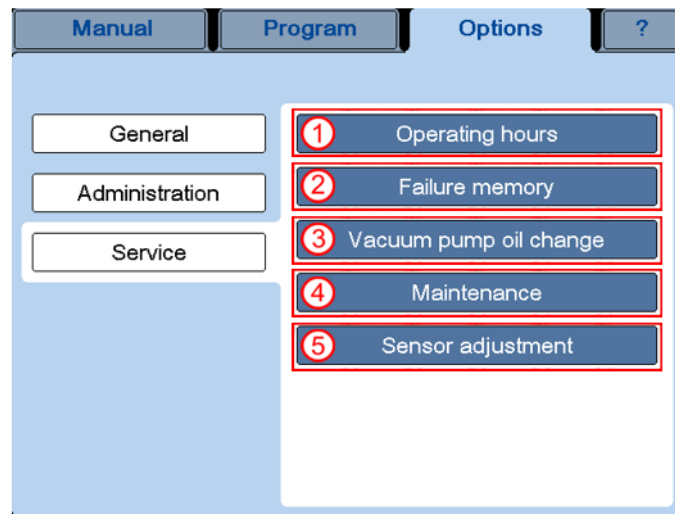 Manual Program Options ?
General
Administration
Service
1 Operating hours
2 Failure memory
3 Vacuum pump oil change
4 Maintenance
5 Sensor adjustment